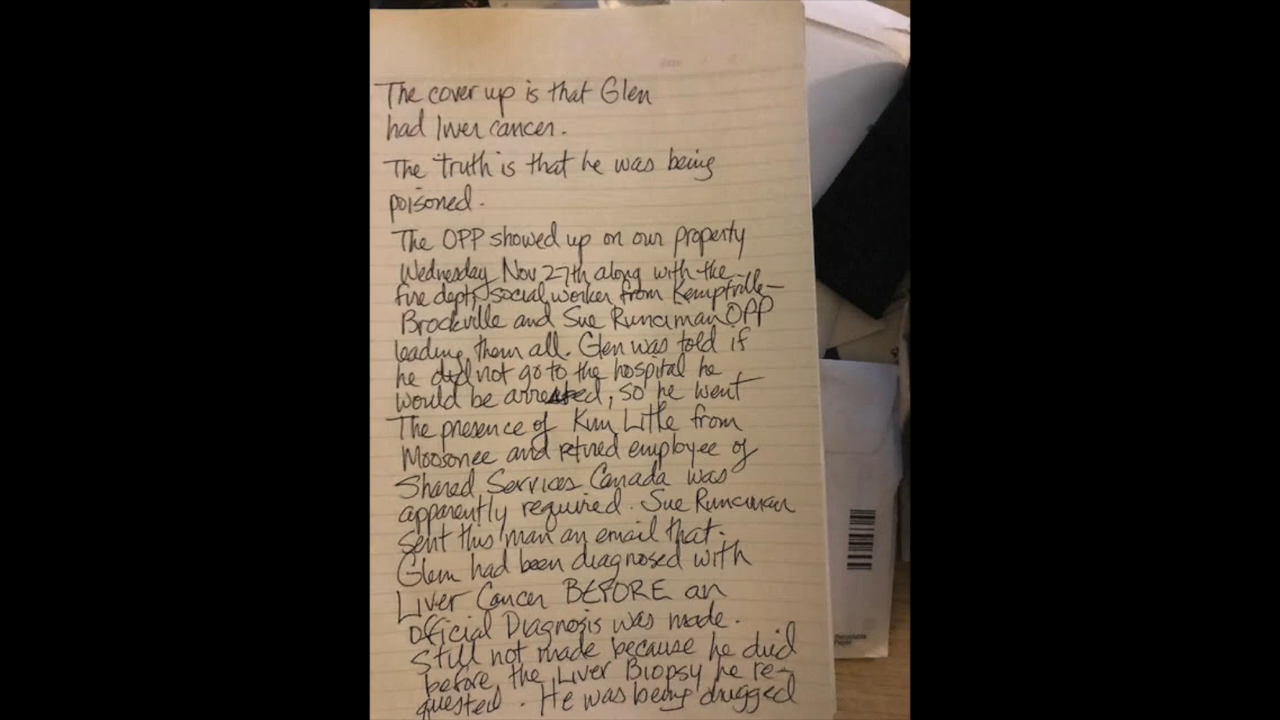 The cover up is that Glen
had liver cancer.
The truth is that he was being
poisoned.
The OPP showed up on our property
Wednesday Nov 27th along with the
fire dept, social worker from Kemptville-
Brockville and Sue Runciman OPP
leading them all. Glen was told if
he did not go to the hospital he
would be arrested, so he went
The presence of Kim Little from
Moosonee and retired employee of
Shared Services Canada was
apparently required. Sue Runciman
sent this man an email that
Glen had been diagnosed with
Liver Cancer BEFORE an
official Diagnosis was made.
Still not made because he died
before the Liver Biopsy he re-
quested. He was being drugged